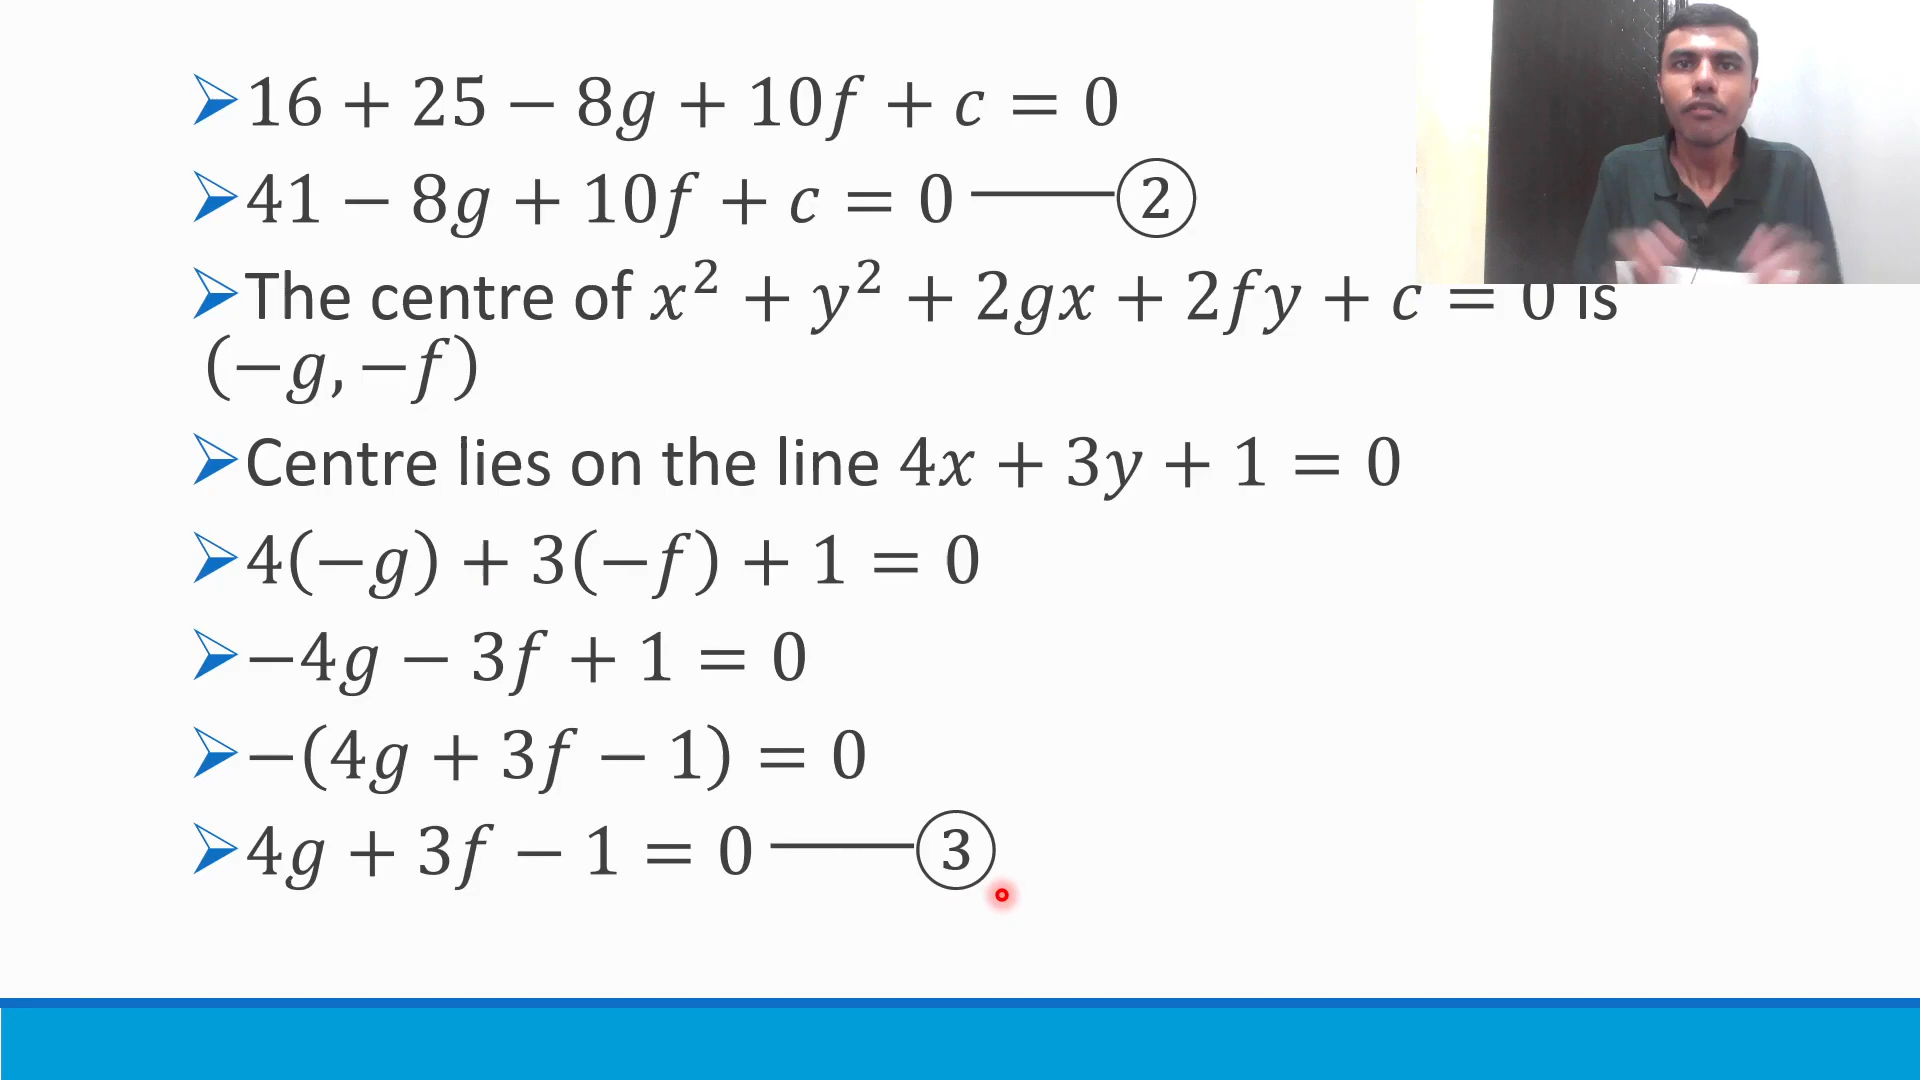 16 + 25 − 8g + 10f + c = 0
41 − 8g + 10f + c = 0 —— ②
The centre of x² + y² + 2gx + 2fy + c = 0 is
(−g, −f)
Centre lies on the line 4x + 3y + 1 = 0
4(−g) + 3(−f) + 1 = 0
−4g − 3f + 1 = 0
−(4g + 3f − 1) = 0
4g + 3f − 1 = 0 —— ③